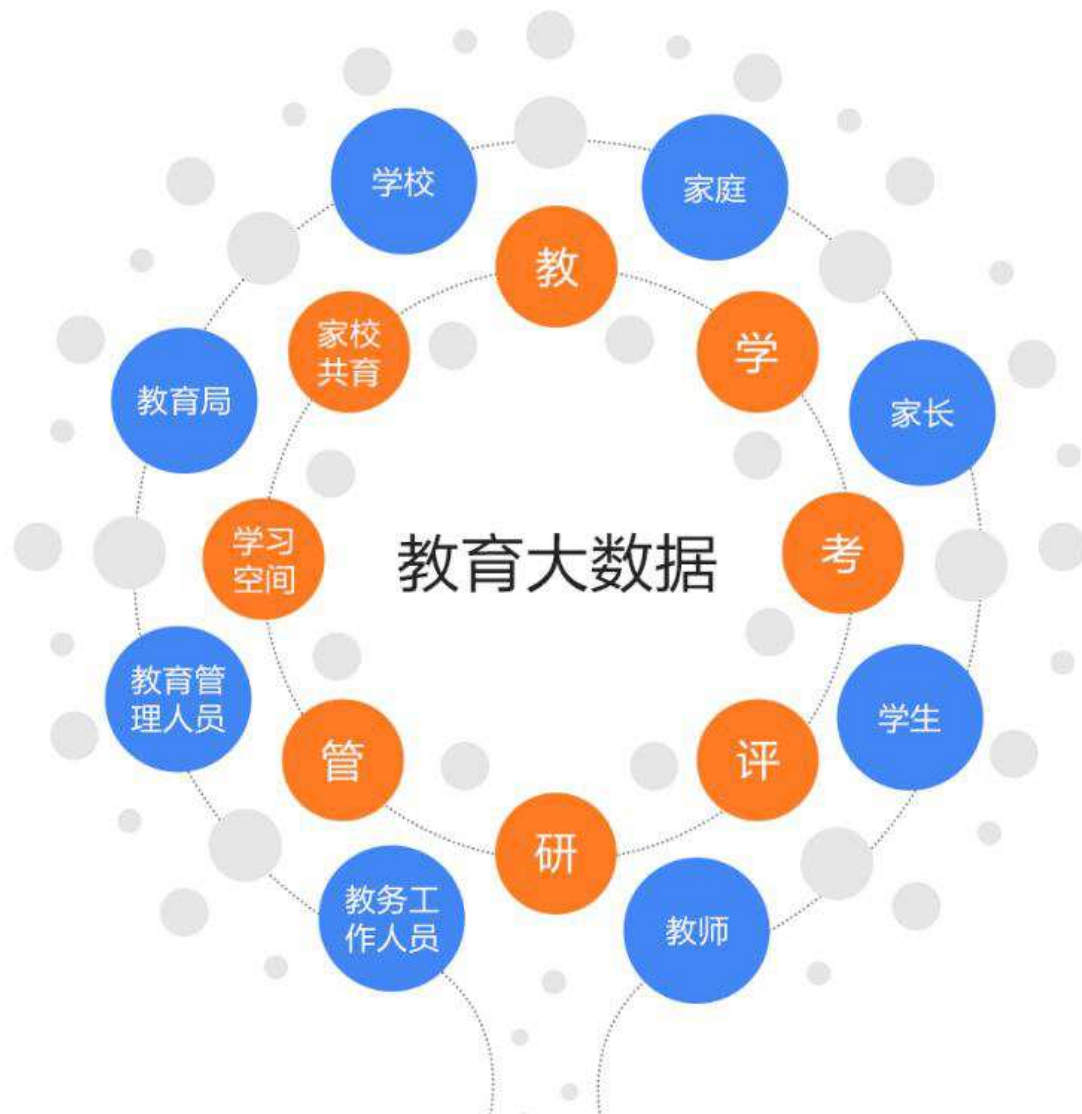 学校
家庭
教
家校
共育
学
教育局
家长
学习
空间
教育大数据
考
教育管
理人员
学生
管
评
研
教务工
作人员
教师